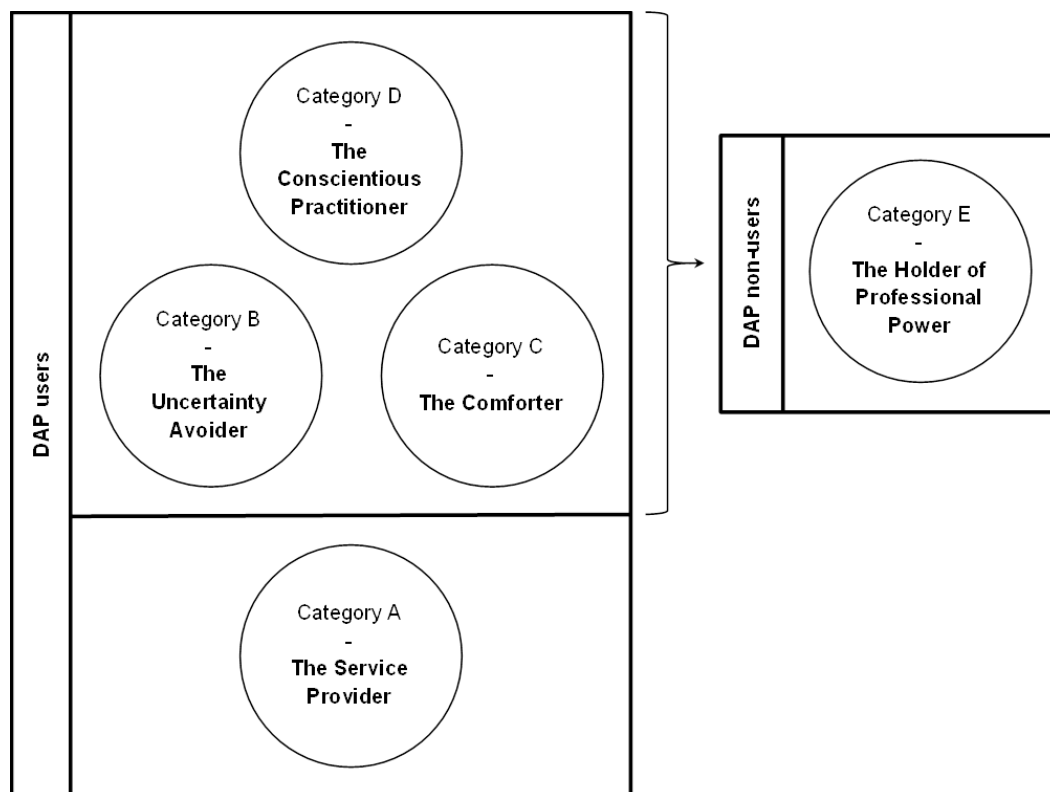 DAP users
Category D
-
The
Conscientious
Practitioner
Category B
-
The
Uncertainty
Avoider
Category C
-
The Comforter
Category A
-
The Service
Provider
DAP non-users
Category E
-
The Holder of
Professional
Power